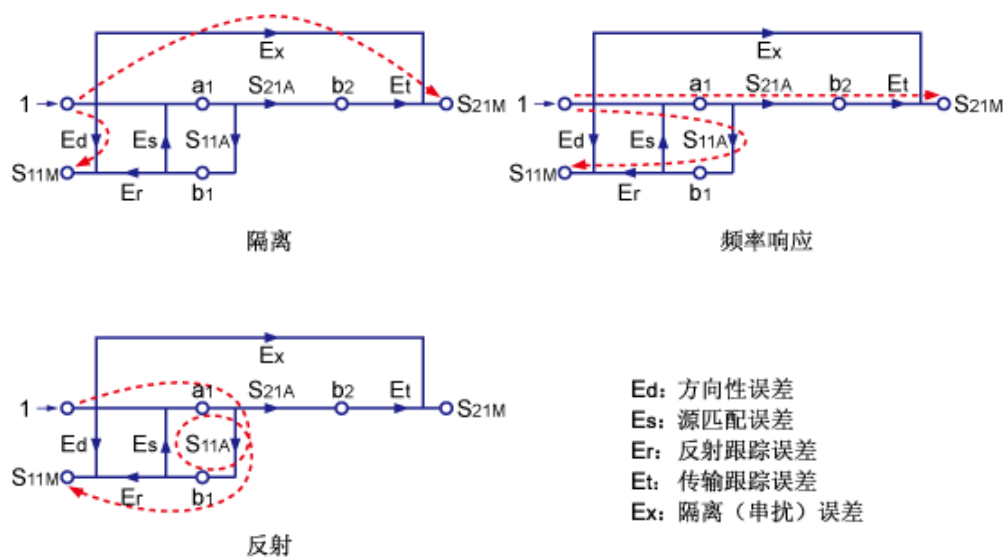 Ex
1
a1
S21A
b2
Et
S21M
Ed
Es
S11A
S11M
Er
b1
隔离
Ex
1
a1
S21A
b2
Et
S21M
Ed
Es
S11A
S11M
Er
b1
频率响应
Ex
1
a1
S21A
b2
Et
S21M
Ed
Es
S11A
S11M
Er
b1
反射
Ed：方向性误差
Es：源匹配误差
Er：反射跟踪误差
Et：传输跟踪误差
Ex：隔离（串扰）误差